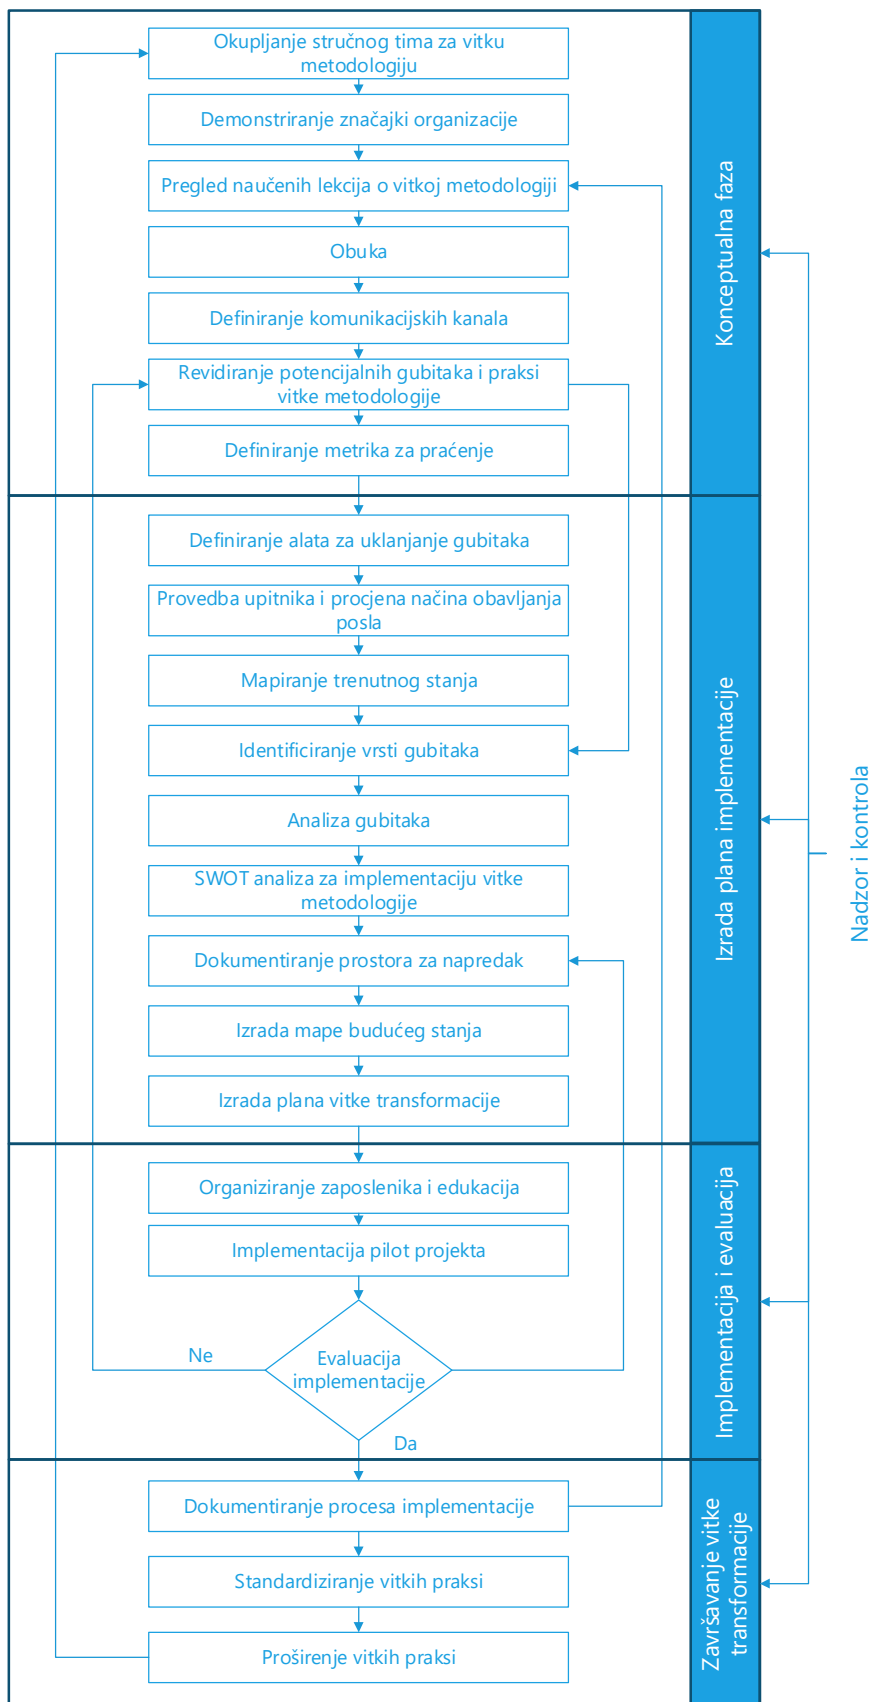 Okupljanje stručnog tima za vitku
metodologiju
Demonstriranje značajki organizacije
Pregled naučenih lekcija o vitkoj metodologiji
Obuka
Definiranje komunikacijskih kanala
Revidiranje potencijalnih gubitaka i praksi
vitke metodologije
Definiranje metrika za praćenje
Konceptualna faza
Definiranje alata za uklanjanje gubitaka
Provedba upitnika i procjena načina obavljanja
posla
Mapiranje trenutnog stanja
Identificiranje vrsti gubitaka
Analiza gubitaka
SWOT analiza za implementaciju vitke
metodologije
Dokumentiranje prostora za napredak
Izrada mape budućeg stanja
Izrada plana vitke transformacije
Izrada plana implementacije
Nadzor i kontrola
Organiziranje zaposlenika i edukacija
Implementacija pilot projekta
Ne
Evaluacija
implementacije
Da
Implementacija i evaluacija
Dokumentiranje procesa implementacije
Standardiziranje vitkih praksi
Proširenje vitkih praksi
Završavanje vitke
transformacije